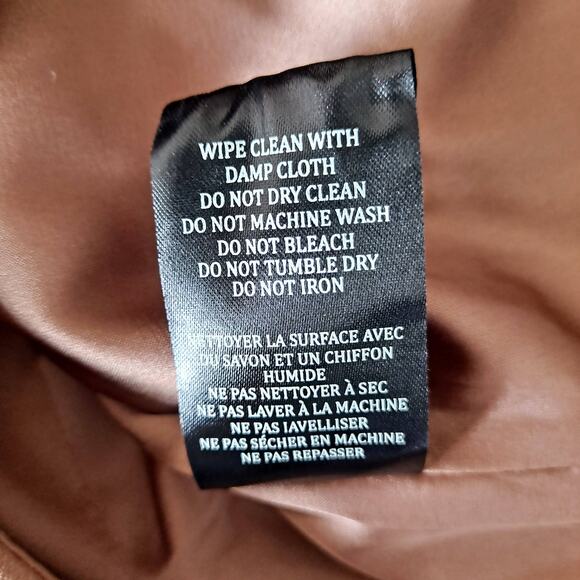 WIPE CLEAN WITH
DAMP CLOTH
DO NOT DRY CLEAN
DO NOT MACHINE WASH
DO NOT BLEACH
DO NOT TUMBLE DRY
DO NOT IRON
NETTOYER LA SURFACE AVEC
DU SAVON ET UN CHIFFON
HUMIDE
NE PAS NETTOYER À SEC
NE PAS LAVER À LA MACHINE
NE PAS IAVELLISER
NE PAS SÉCHER EN MACHINE
NE PAS REPASSER